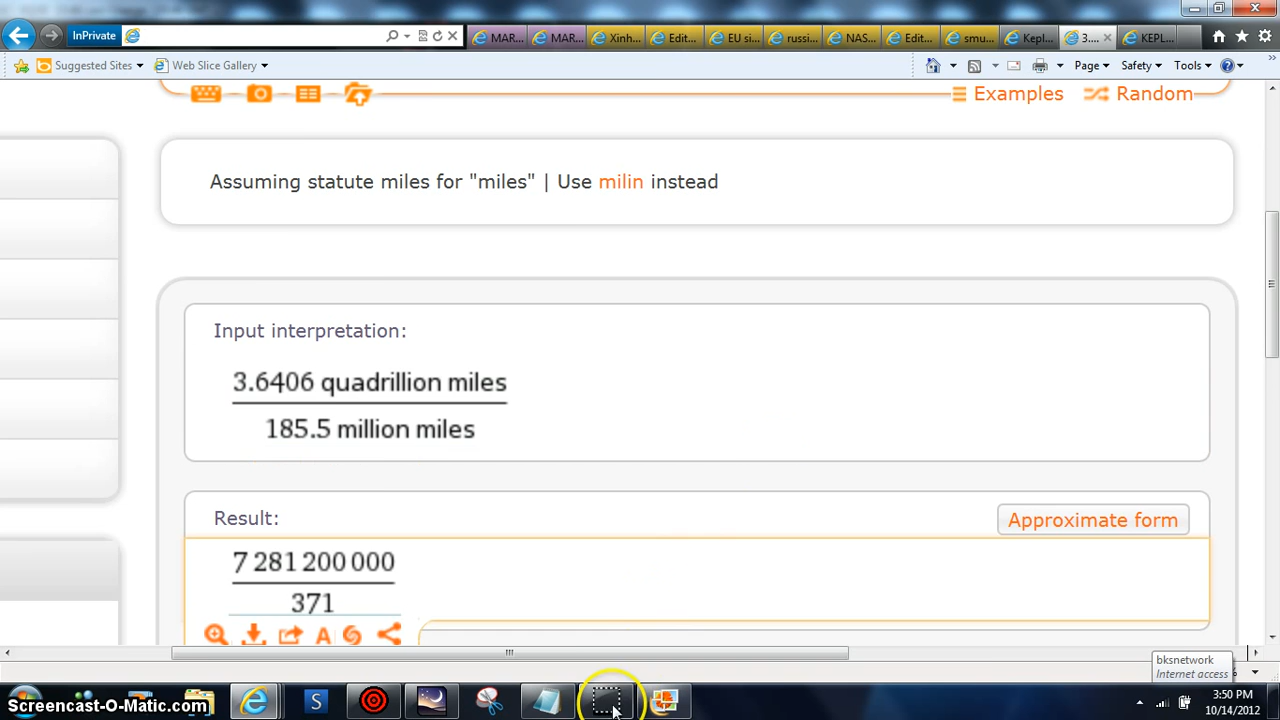 InPrivate
MAR...
MAR...
Xinh...
Edit...
EU si...
russi...
NAS...
Edit...
smu...
Kepl...
3....
KEPL...
Suggested Sites
Web Slice Gallery
Page
Safety
Tools
Examples
Random
Assuming statute miles for "miles" | Use milin instead
Input interpretation:
3.6406 quadrillion miles
185.5 million miles
Result:
Approximate form
7 281 200 000
371
A
bksnetwork
Internet access
S
3:50 PM
10/14/2012
Screencast-O-Matic.com